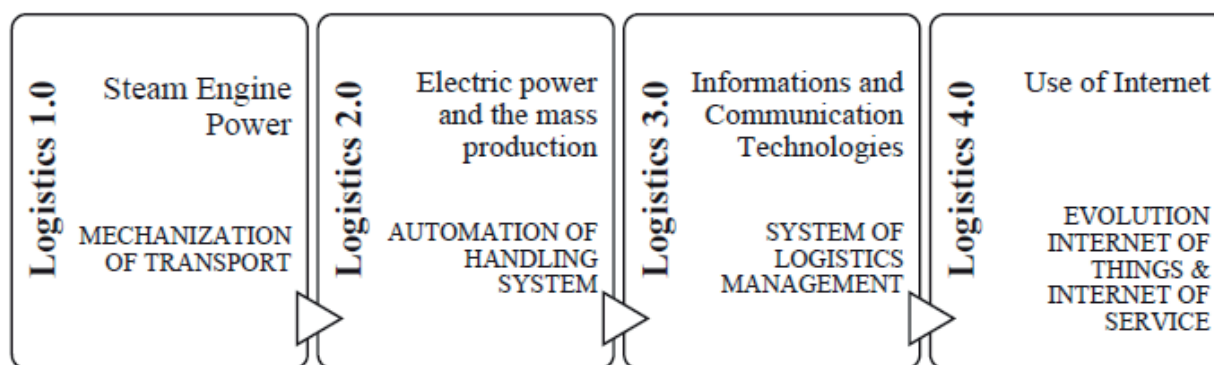 Logistics 1.0
Steam Engine
Power
MECHANIZATION
OF TRANSPORT
Logistics 2.0
Electric power
and the mass
production
AUTOMATION OF
HANDLING
SYSTEM
Logistics 3.0
Informations and
Communication
Technologies
SYSTEM OF
LOGISTICS
MANAGEMENT
Logistics 4.0
Use of Internet
EVOLUTION
INTERNET OF
THINGS &
INTERNET OF
SERVICE